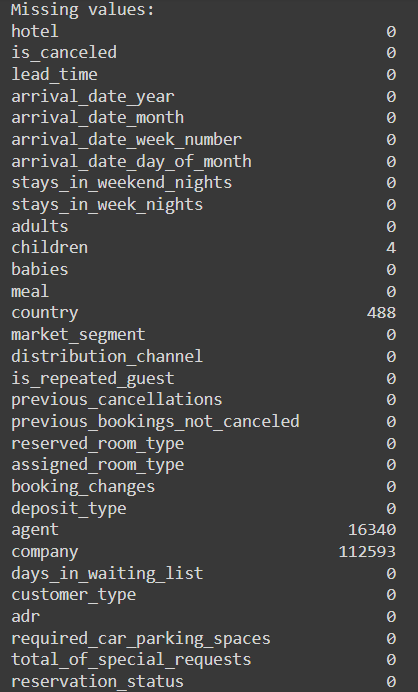 Missing values:
hotel 0
is_canceled 0
lead_time 0
arrival_date_year 0
arrival_date_month 0
arrival_date_week_number 0
arrival_date_day_of_month 0
stays_in_weekend_nights 0
stays_in_week_nights 0
adults 0
children 4
babies 0
meal 0
country 488
market_segment 0
distribution_channel 0
is_repeated_guest 0
previous_cancellations 0
previous_bookings_not_canceled 0
reserved_room_type 0
assigned_room_type 0
booking_changes 0
deposit_type 0
agent 16340
company 112593
days_in_waiting_list 0
customer_type 0
adr 0
required_car_parking_spaces 0
total_of_special_requests 0
reservation_status 0